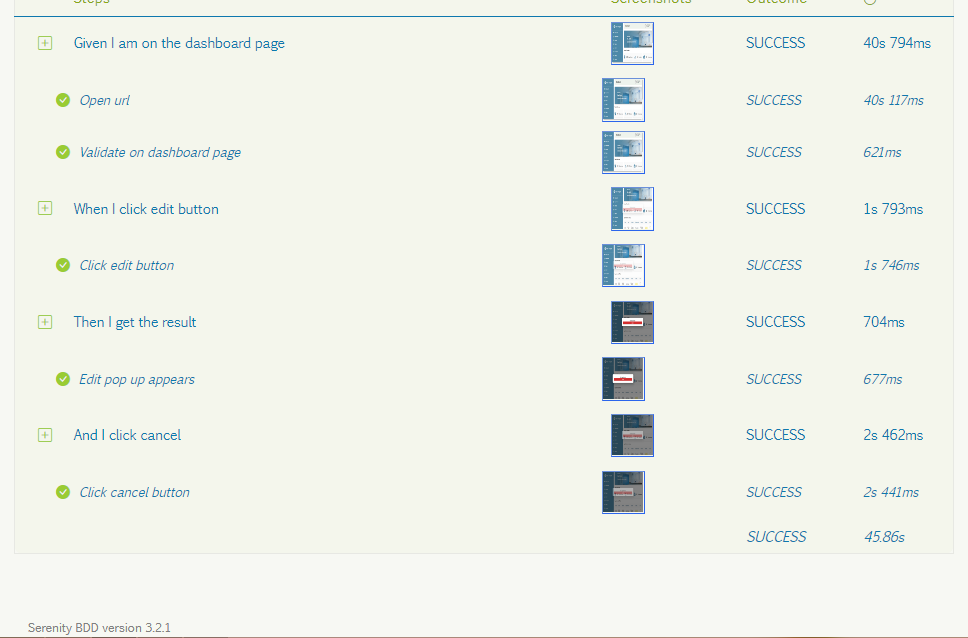 Steps Screenshots Outcome
Given I am on the dashboard page SUCCESS 40s 794ms
Open url SUCCESS 40s 117ms
Validate on dashboard page SUCCESS 621ms
When I click edit button SUCCESS 1s 793ms
Click edit button SUCCESS 1s 746ms
Then I get the result SUCCESS 704ms
Edit pop up appears SUCCESS 677ms
And I click cancel SUCCESS 2s 462ms
Click cancel button SUCCESS 2s 441ms
SUCCESS 45.86s
Serenity BDD version 3.2.1